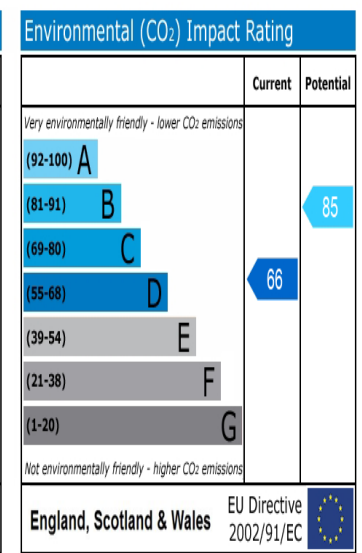 Environmental (CO₂) Impact Rating
Current Potential
Very environmentally friendly - lower CO₂ emissions
(92-100) A
(81-91) B
85
(69-80) C
(55-68) D
66
(39-54) E
(21-38) F
(1-20) G
Not environmentally friendly - higher CO₂ emissions
England, Scotland & Wales
EU Directive
2002/91/EC